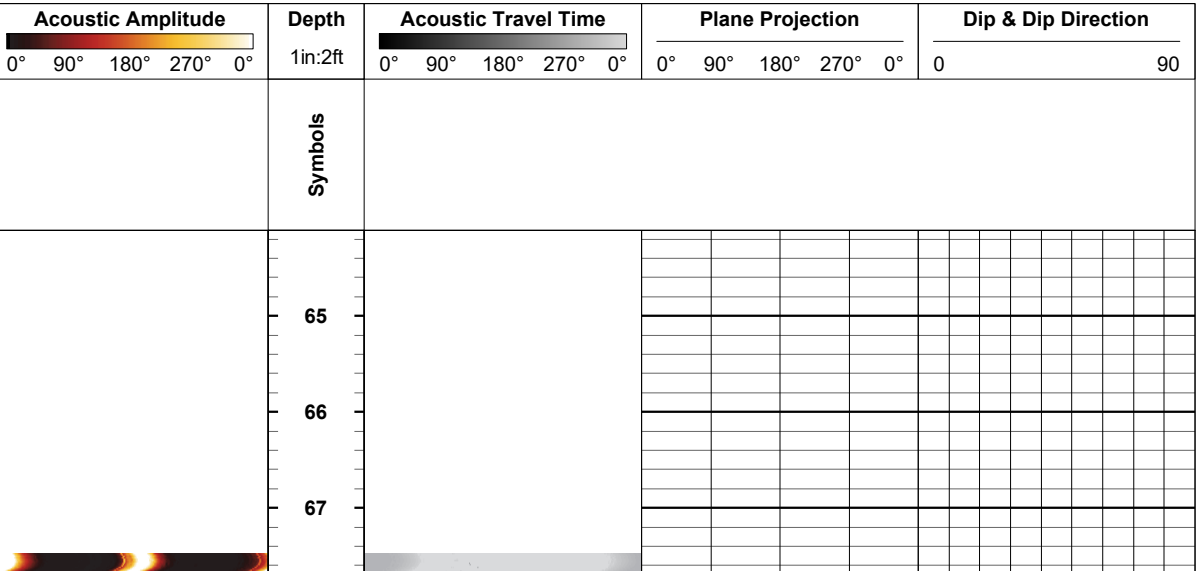 Acoustic Amplitude
0° 90° 180° 270° 0°
Depth
1in:2ft
Acoustic Travel Time
0° 90° 180° 270° 0°
Plane Projection
0° 90° 180° 270° 0°
Dip & Dip Direction
0 90
Symbols
65
66
67